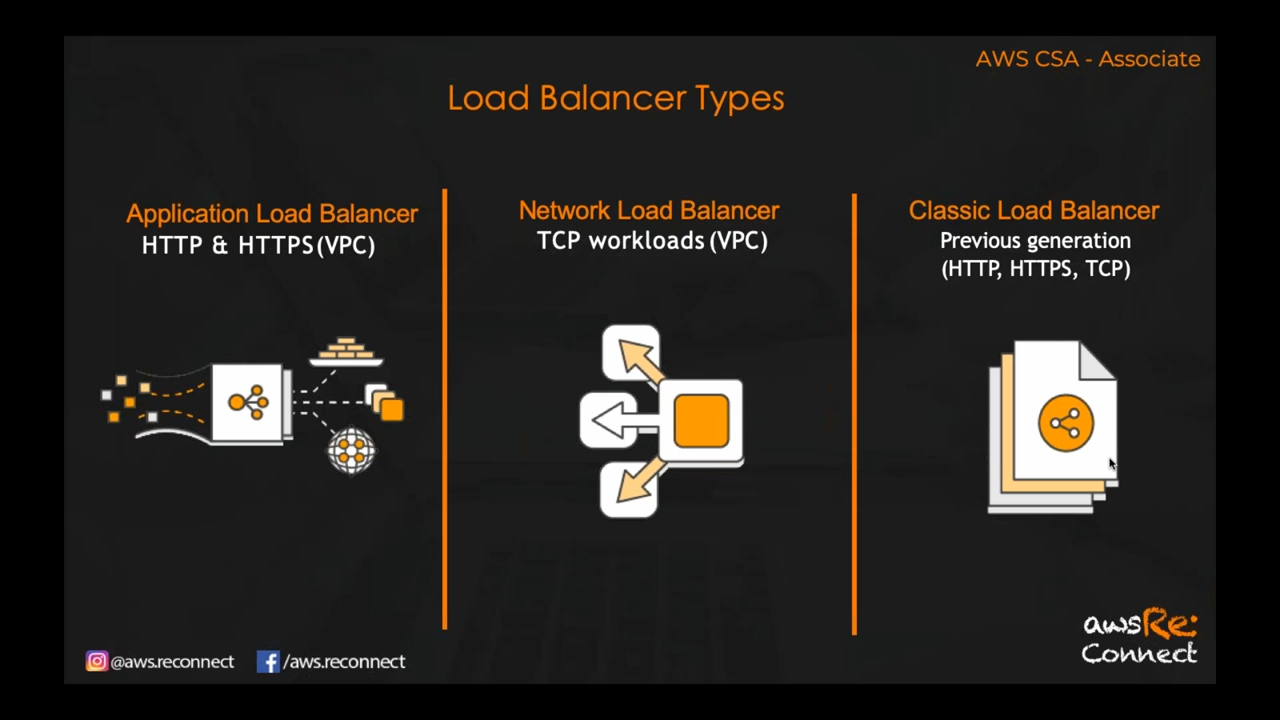 AWS CSA - Associate
Load Balancer Types
Application Load Balancer
HTTP & HTTPS (VPC)
Network Load Balancer
TCP workloads (VPC)
Classic Load Balancer
Previous generation
(HTTP, HTTPS, TCP)
@aws.reconnect
/aws.reconnect
awsRe:
Connect